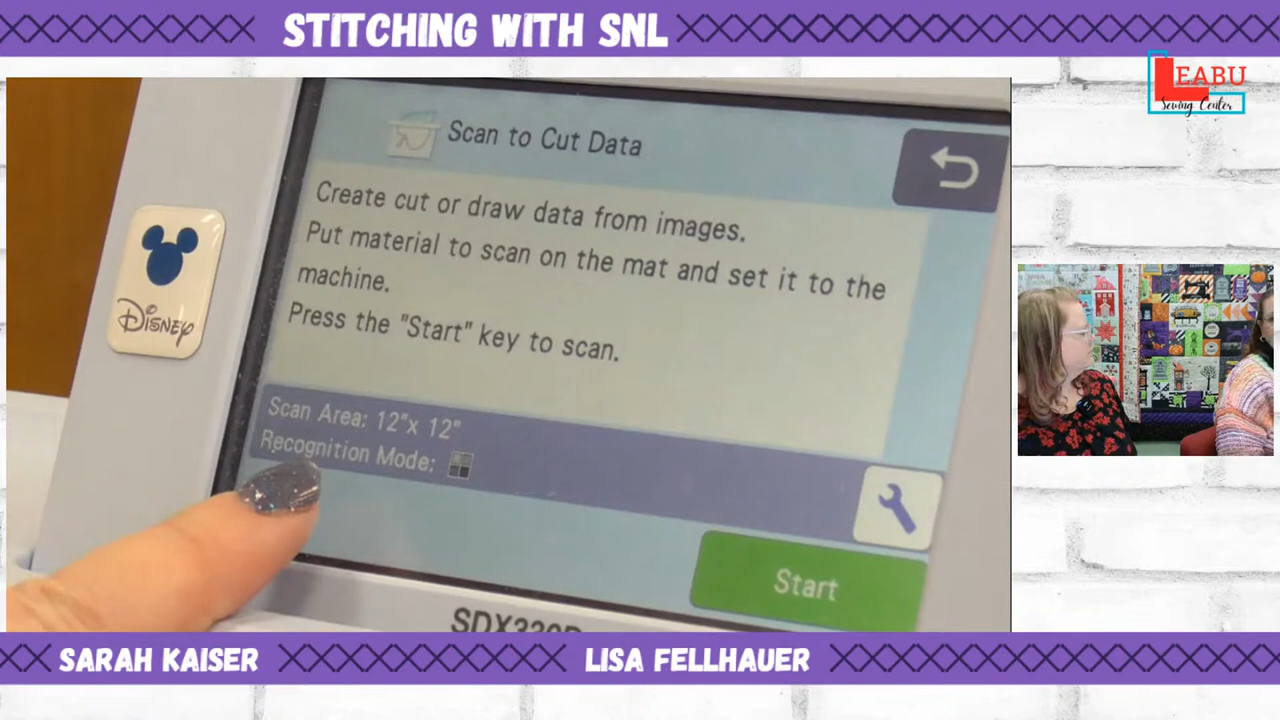 STITCHING WITH SNL
LEABU
Sewing Center
Scan to Cut Data
Create cut or draw data from images.
Put material to scan on the mat and set it to the
machine.
Press the "Start" key to scan.
Scan Area: 12"x 12"
Recognition Mode:
Start
Disney
SARAH KAISER
LISA FELLHAUER